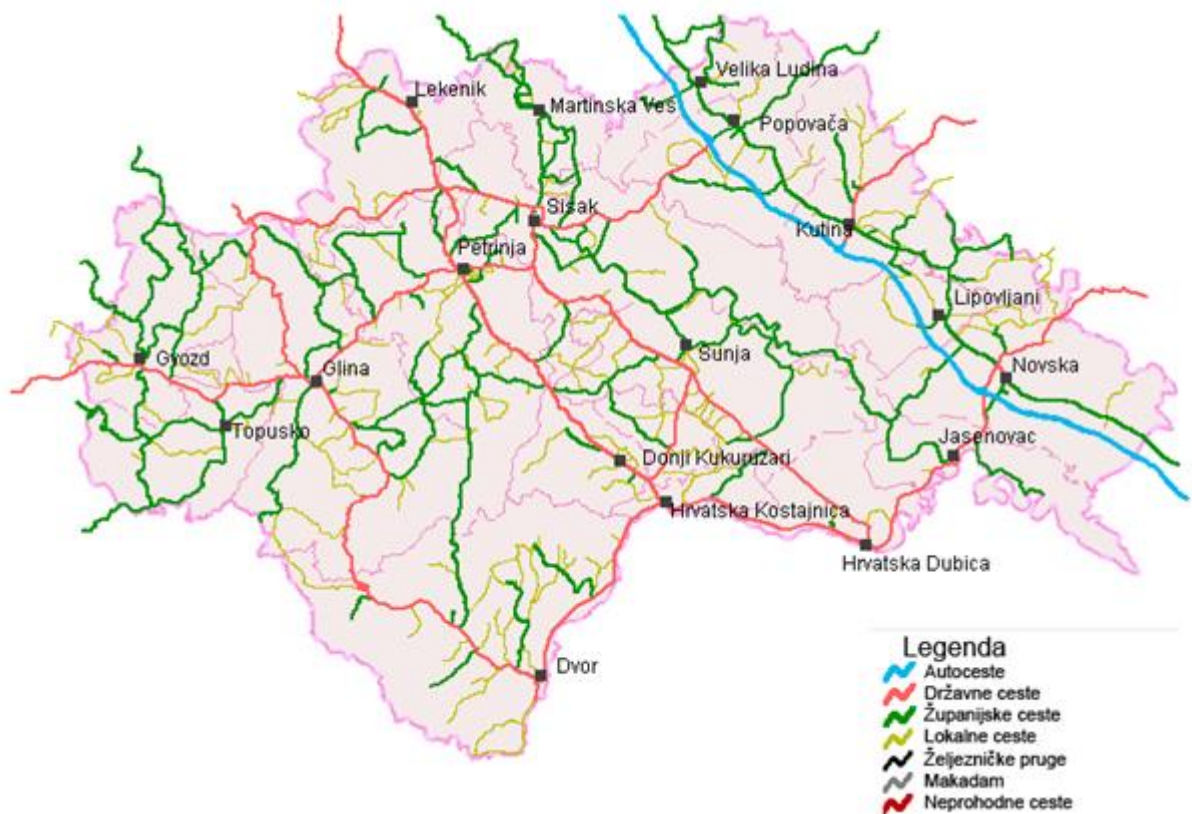 Velika Ludina
Lekenik
Martinska Ves
Popovača
Sisak
Kutina
Petrinja
Lipovljani
Gvozd
Sunja
Glina
Novska
Topusko
Jasenovac
Donji Kukuruzari
Hrvatska Kostajnica
Hrvatska Dubica
Dvor
Legenda
Autoceste
Državne ceste
Županijske ceste
Lokalne ceste
Željezničke pruge
Makadam
Neprohodne ceste